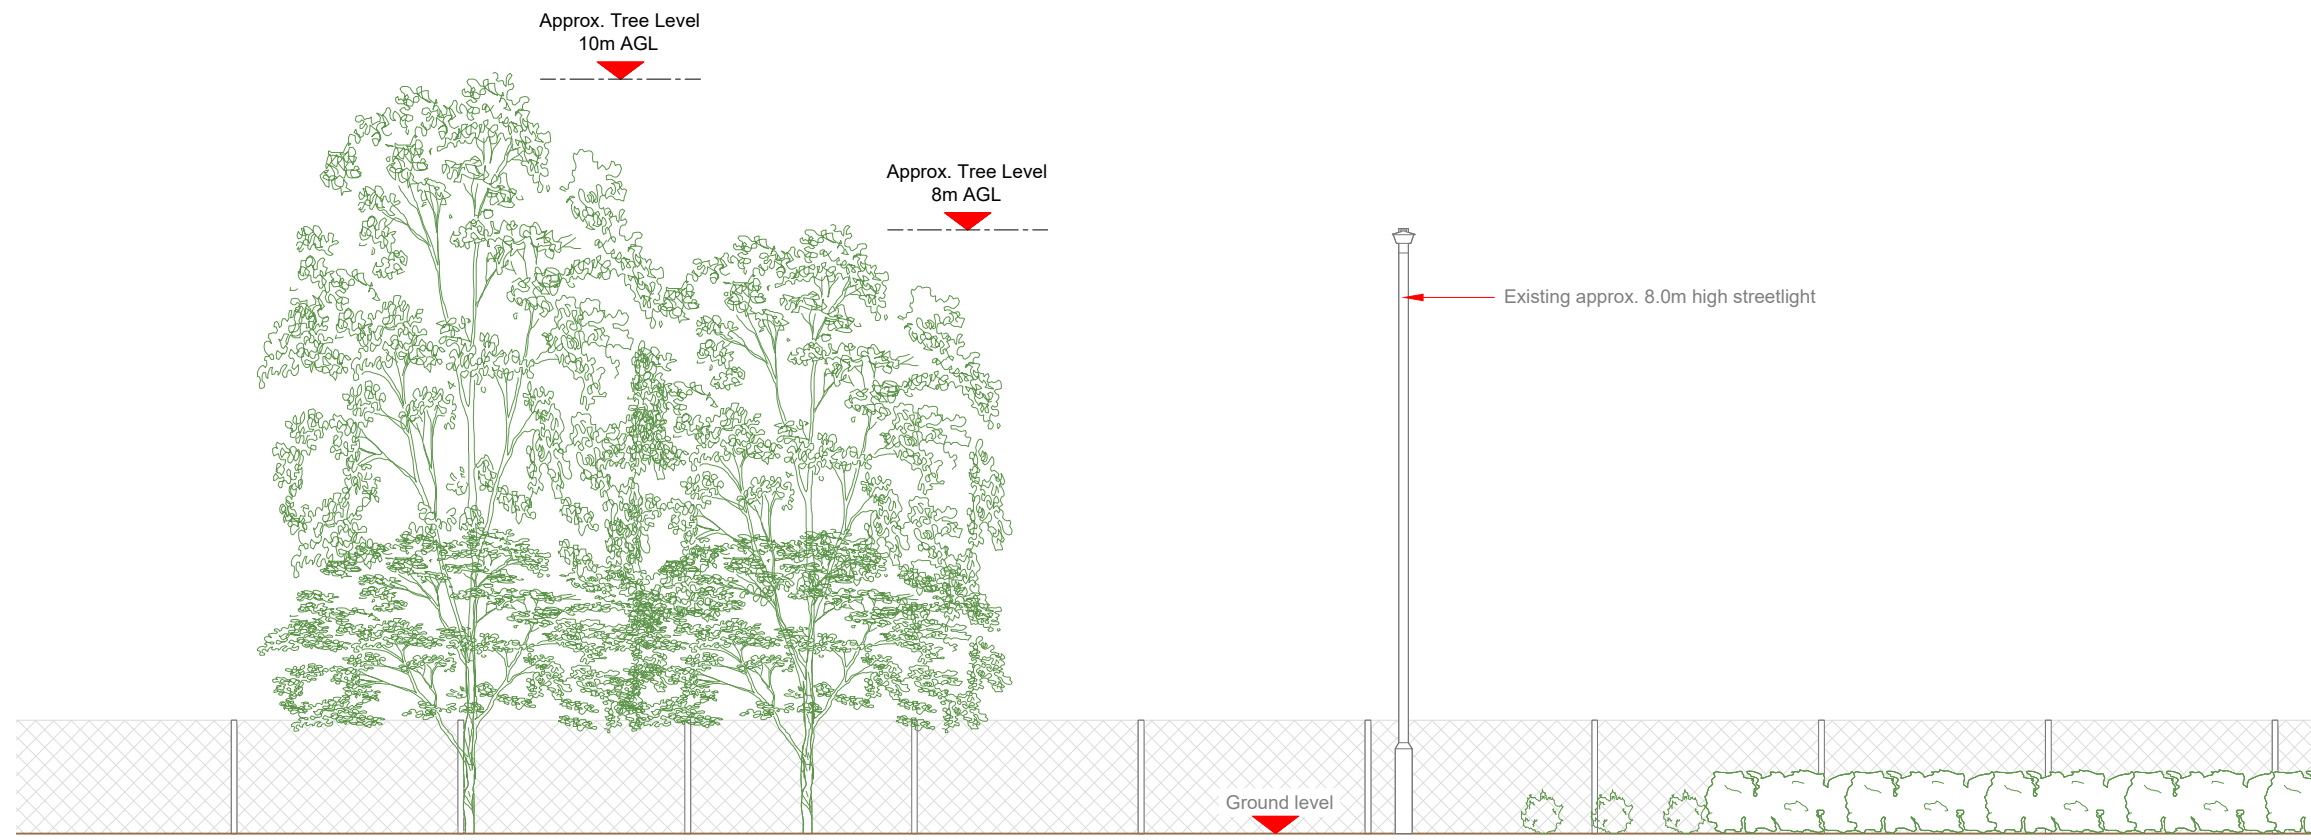 Approx. Tree Level
10m AGL
Approx. Tree Level
8m AGL
Existing approx. 8.0m high streetlight
Ground level